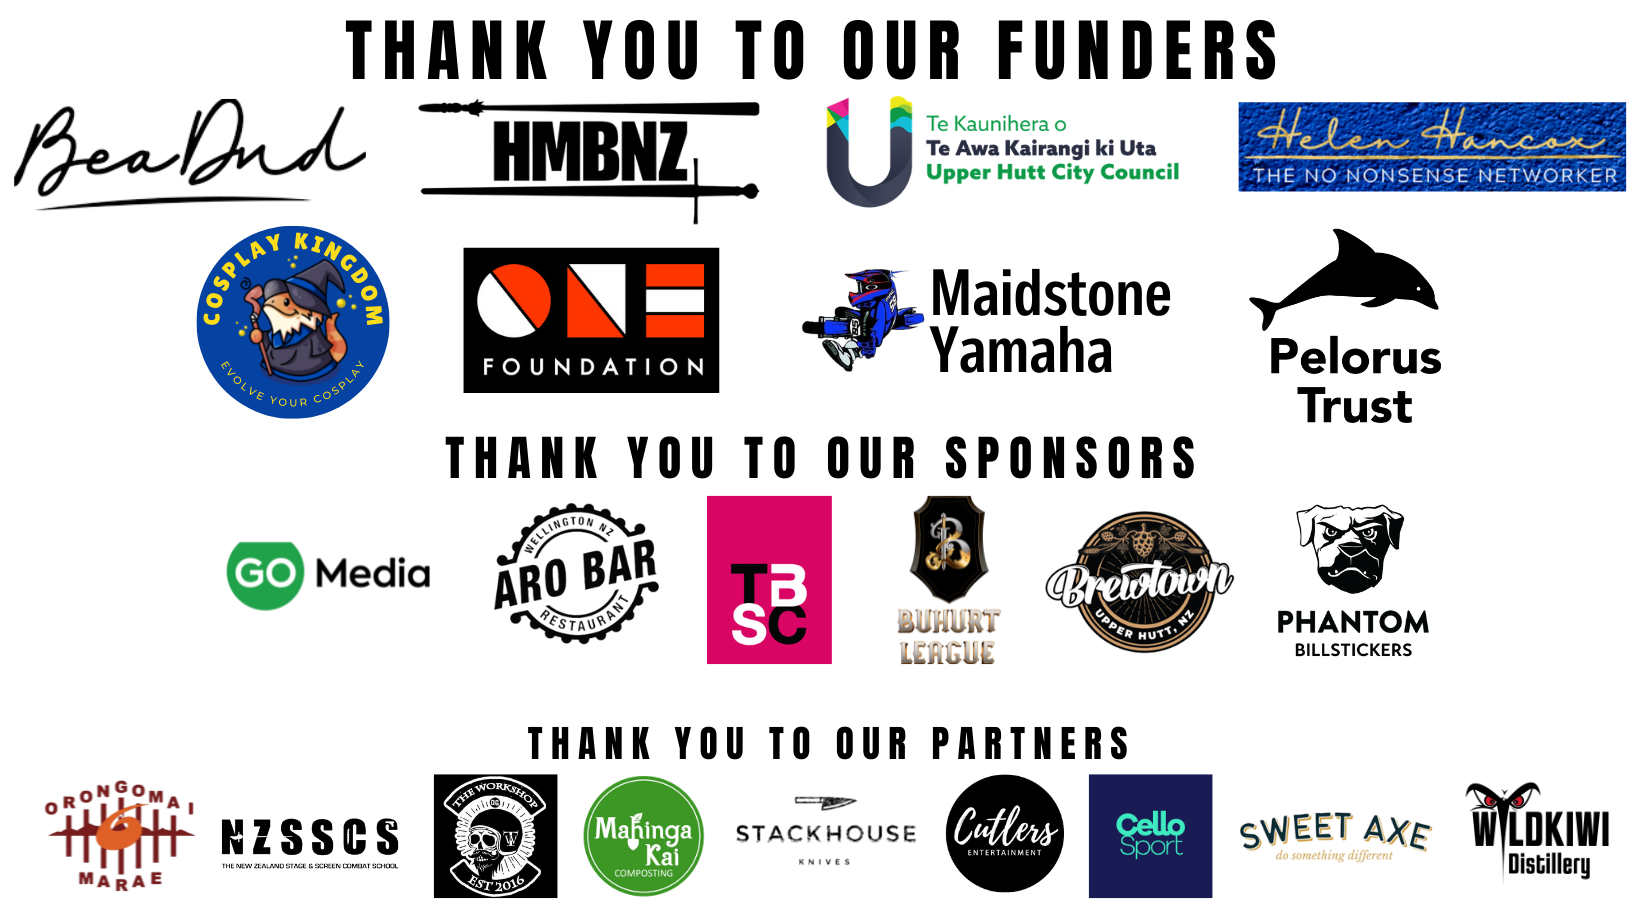 THANK YOU TO OUR FUNDERS
BeaDnd
HMBNZ
Te Kaunihera o
Te Awa Kairangi ki Uta
Upper Hutt City Council
Helen Hancox
THE NO NONSENSE NETWORKER
COSPLAY KINGDOM
EVOLVE YOUR COSPLAY
ONE
FOUNDATION
Maidstone
Yamaha
Pelorus
Trust
THANK YOU TO OUR SPONSORS
GO Media
WELLINGTON NZ
ARO BAR
RESTAURANT
TB
SC
B
BUHURT
LEAGUE
Brewtown
UPPER HUTT, NZ
PHANTOM
BILLSTICKERS
THANK YOU TO OUR PARTNERS
ORONGOMAI
MARAE
NZSSCS
THE NEW ZEALAND STAGE & SCREEN COMBAT SCHOOL
THE WORKSHOP
W
EST 2016
Mahinga
Kai
COMPOSTING
STACKHOUSE
KNIVES
Cutlers
ENTERTAINMENT
Cello
Sport
SWEET AXE
do something different
WILDKIWI
Distillery